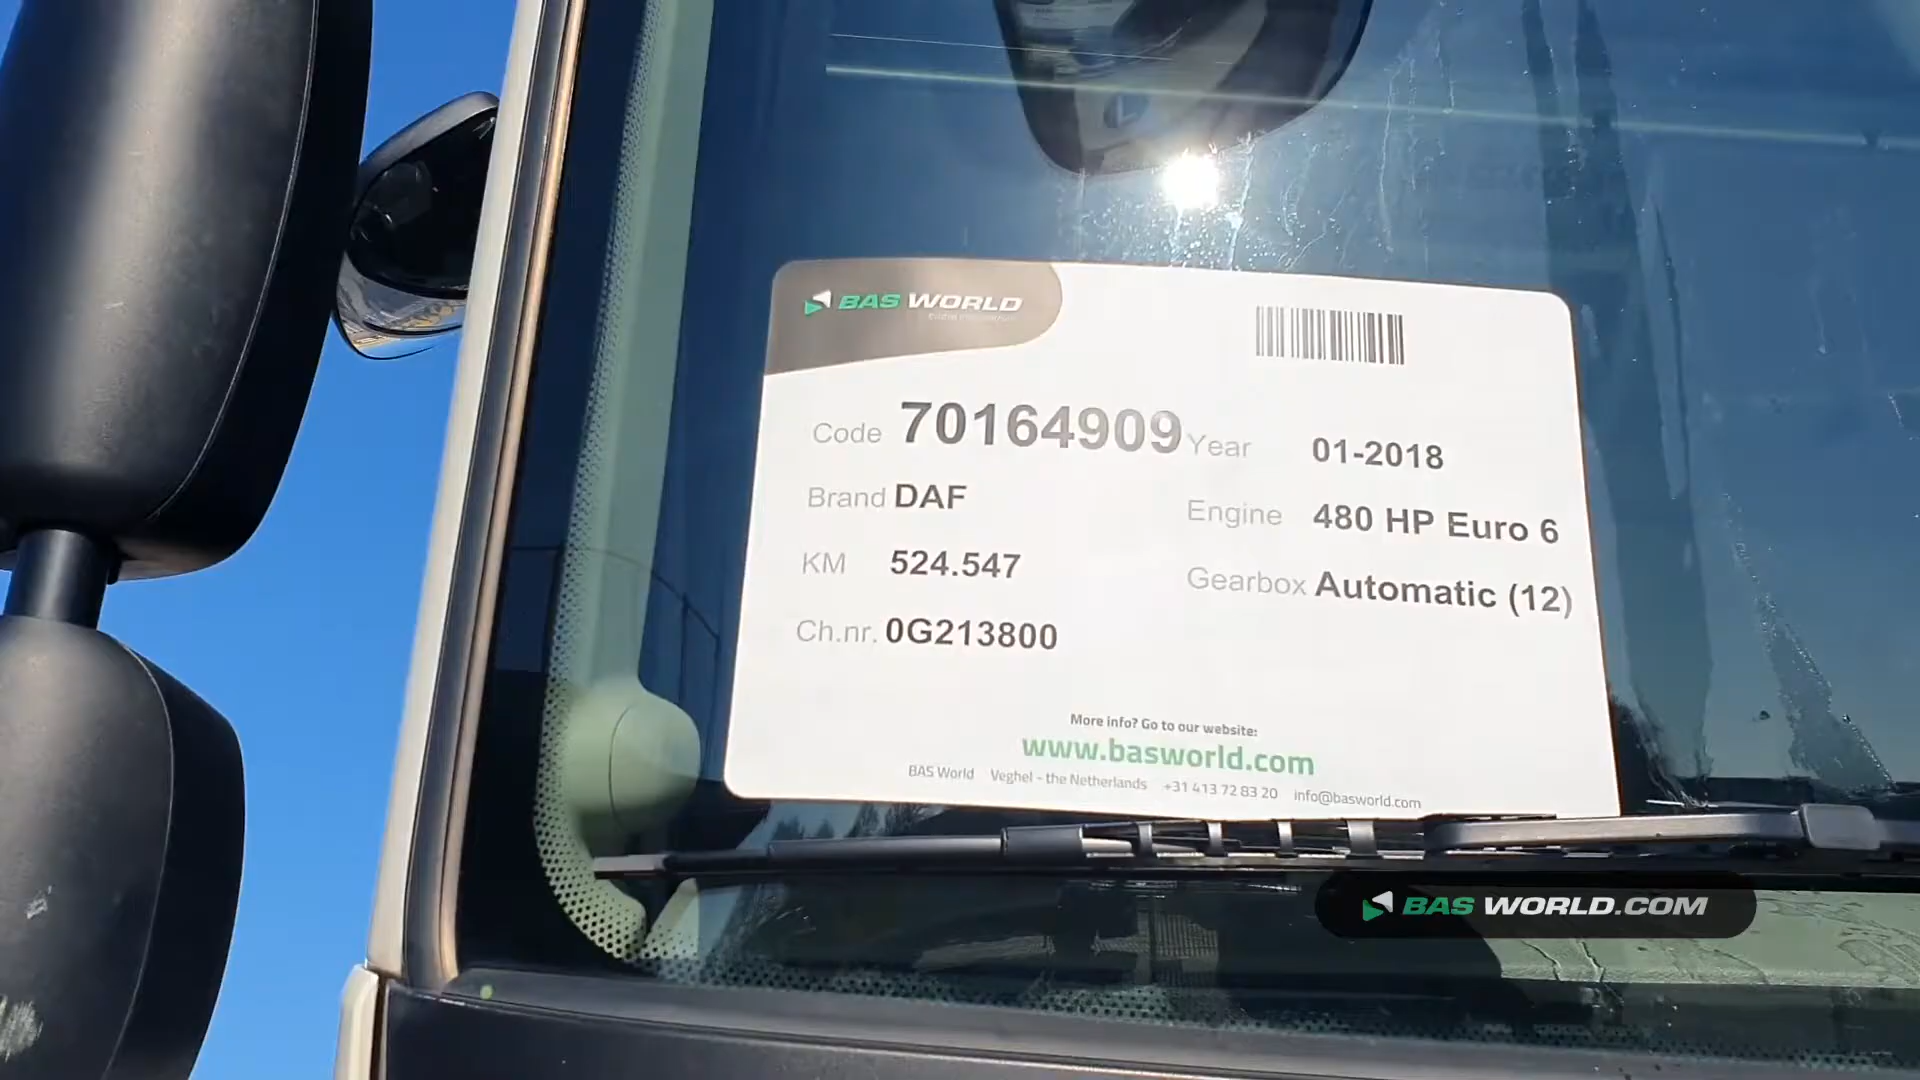 BAS WORLD
Code 70164909 Year 01-2018
Brand DAF Engine 480 HP Euro 6
KM 524.547 Gearbox Automatic (12)
Ch.nr. 0G213800
More info? Go to our website:
www.basworld.com
BAS World Veghel - the Netherlands +31 413 72 83 20 info@basworld.com
BAS WORLD.COM